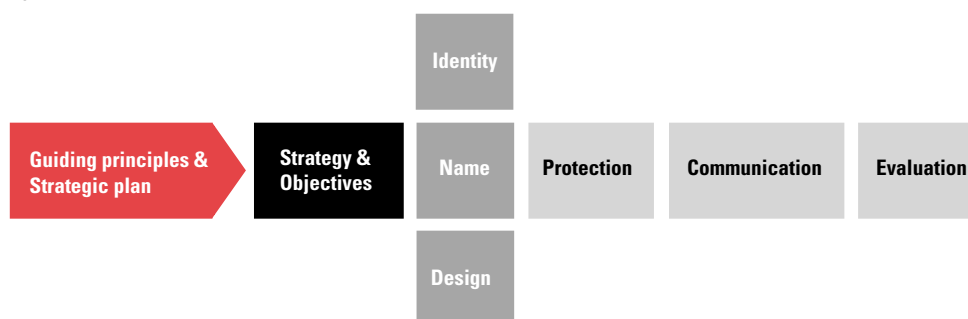 Identity
Guiding principles &
Strategic plan
Strategy &
Objectives
Name
Protection
Communication
Evaluation
Design